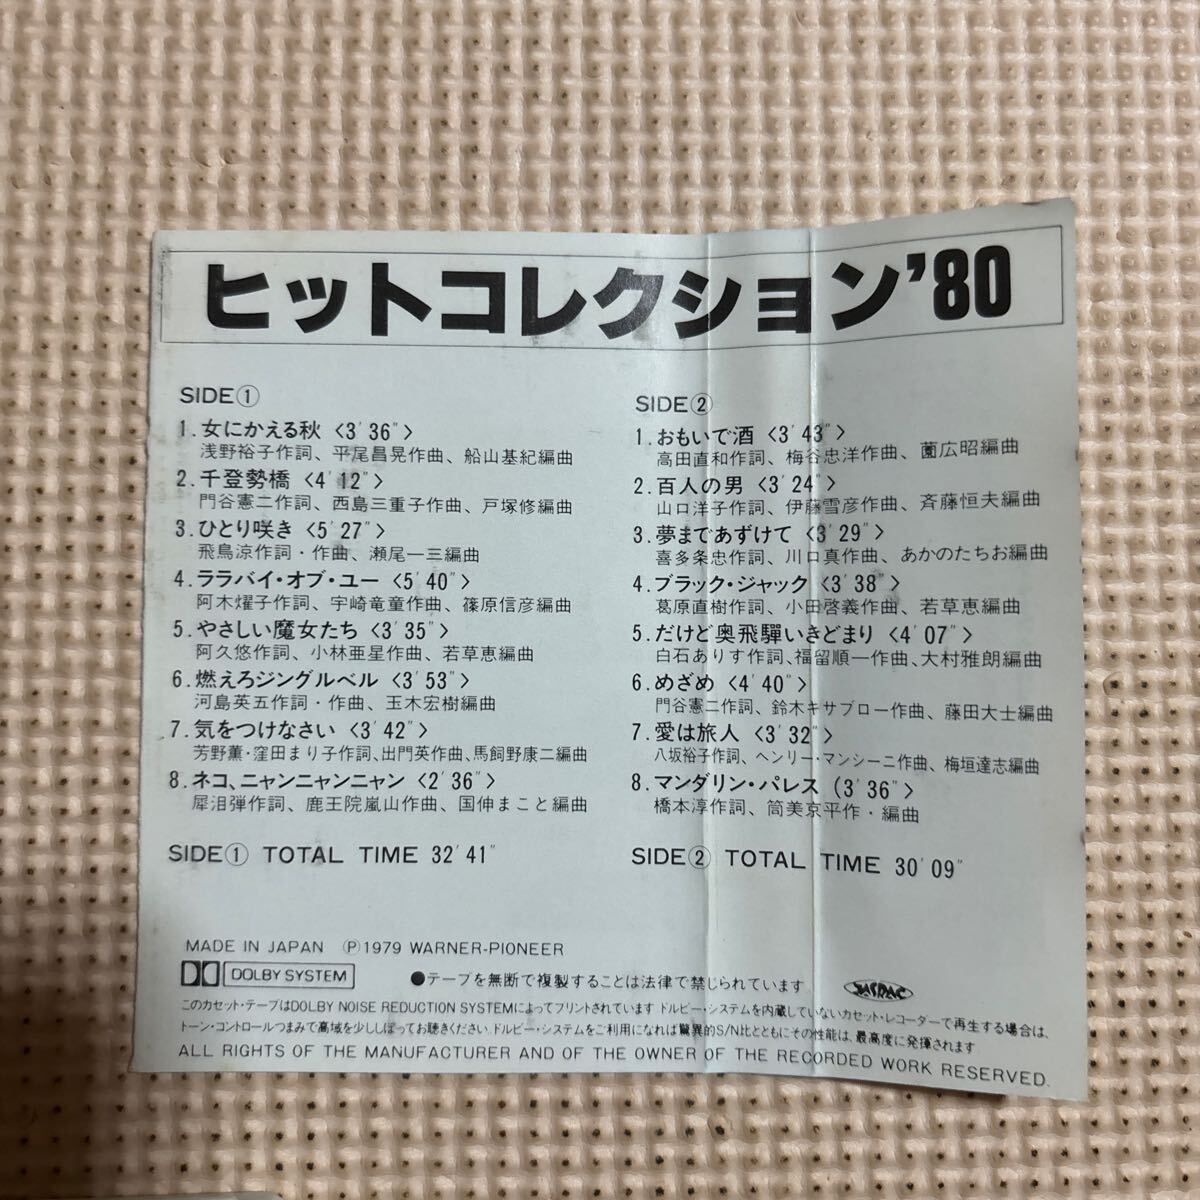 ヒットコレクション'80
SIDE①
1. 女にかえる秋 〈3'36"〉
浅野裕子作詞、平尾昌晃作曲、船山基紀編曲
2. 千登勢橋 〈4'12"〉
門谷憲二作詞、西島三重子作曲、戸塚修編曲
3. ひとり咲き 〈5'27"〉
飛鳥涼作詞・作曲、瀬尾一三編曲
4. ララバイ・オブ・ユー 〈5'40"〉
阿木燿子作詞、宇崎竜童作曲、篠原信彦編曲
5. やさしい魔女たち 〈3'35"〉
阿久悠作詞、小林亜星作曲、若草恵編曲
6. 燃えろジングルベル 〈3'53"〉
河島英五作詞・作曲、玉木宏樹編曲
7. 気をつけなさい 〈3'42"〉
芳野薫・窪田まり子作詞、出門英作曲、馬飼野康二編曲
8. ネコ、ニャンニャンニャン 〈2'36"〉
犀泪弾作詞、鹿王院嵐山作曲、国伸まこと編曲
SIDE① TOTAL TIME 32'41"
SIDE②
1. おもいで酒 〈3'43"〉
高田直和作詞、梅谷忠洋作曲、薗広昭編曲
2. 百人の男 〈3'24"〉
山口洋子作詞、伊藤雪彦作曲、斉藤恒夫編曲
3. 夢まであずけて 〈3'29"〉
喜多条忠作詞、川口真作曲、あかのたちお編曲
4. ブラック・ジャック 〈3'38"〉
葛原直樹作詞、小田啓義作曲、若草恵編曲
5. だけど奥飛驒いきどまり 〈4'07"〉
白石ありす作詞、福留順一作曲、大村雅朗編曲
6. めざめ 〈4'40"〉
門谷憲二作詞、鈴木キサブロー作曲、藤田大士編曲
7. 愛は旅人 〈3'32"〉
八坂裕子作詞、ヘンリー・マンシーニ作曲、梅垣達志編曲
8. マンダリン・パレス (3'36"〉
橋本淳作詞、筒美京平作・編曲
SIDE② TOTAL TIME 30'09"
MADE IN JAPAN Ⓟ1979 WARNER-PIONEER
DOLBY SYSTEM
●テープを無断で複製することは法律で禁じられています.
JASRAC
このカセット・テープはDOLBY NOISE REDUCTION SYSTEMによってプリントされています ドルビー・システムを内蔵していないカセット・レコーダーで再生する場合は、
トーン・コントロールつまみで高域を少ししぼってお聴きください.ドルビー・システムをご利用になれば驚異的S/N比とともにその性能は、最高度に発揮されます
ALL RIGHTS OF THE MANUFACTURER AND OF THE OWNER OF THE RECORDED WORK RESERVED.